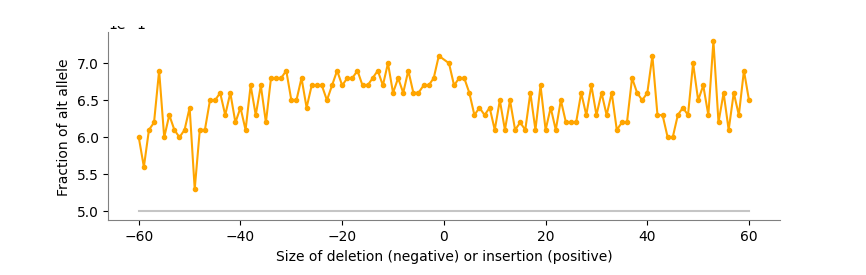 7.0
6.5
6.0
5.5
5.0
Fraction of alt allele
−60 −40 −20 0 20 40 60
Size of deletion (negative) or insertion (positive)